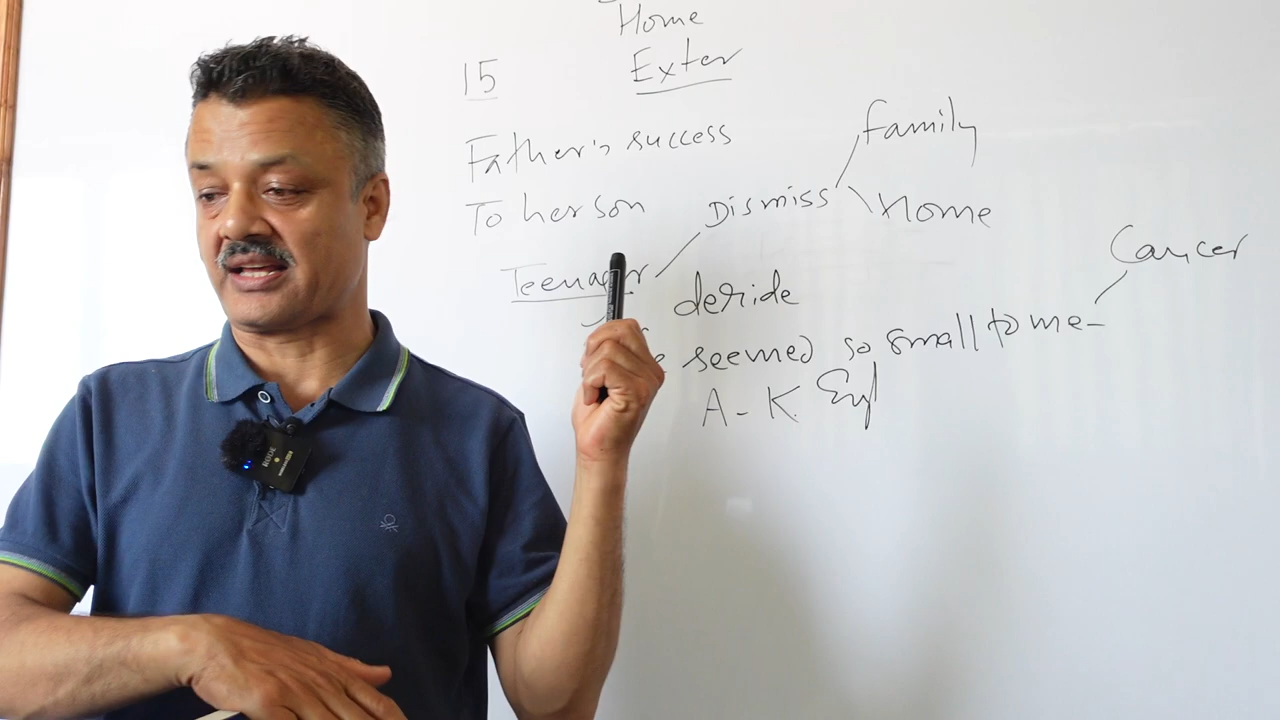 Home
15 Exter
Father's success family
To her son Dismiss Home
Teenager deride Cancer
seemed so small to me-
A-K.
RODE